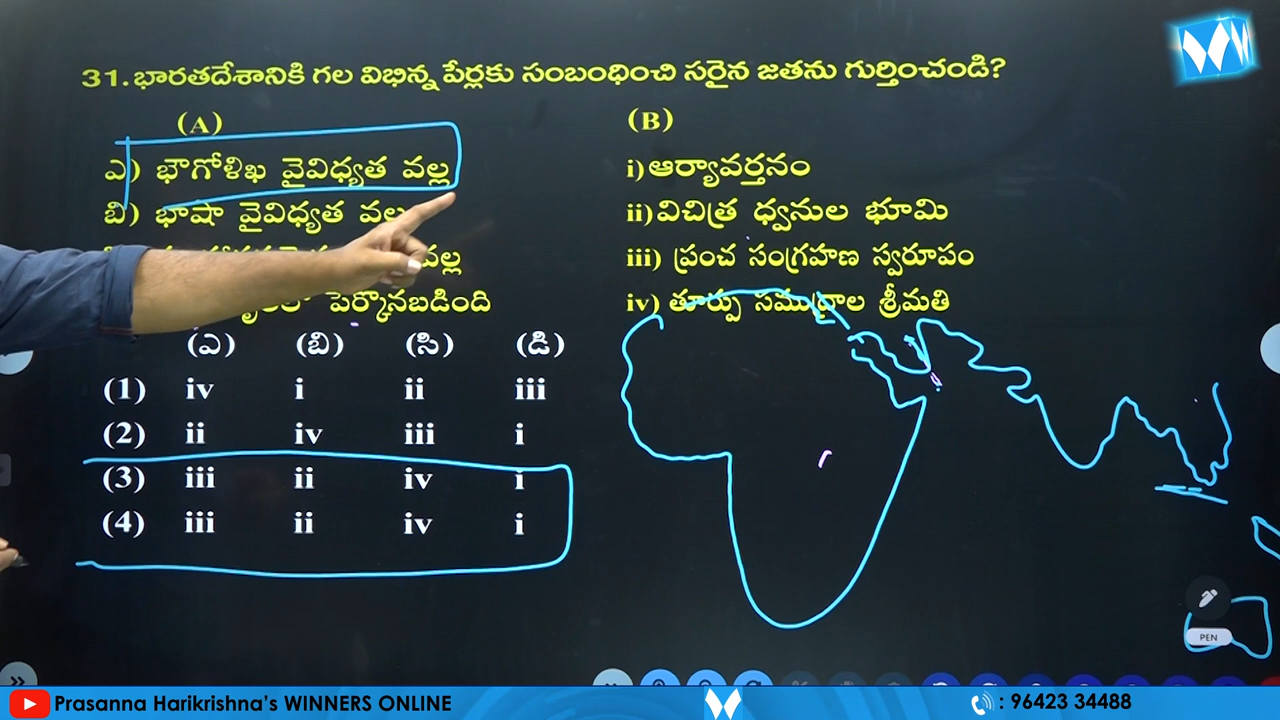 31. భారతదేశానికి గల విభిన్న పేర్లకు సంబంధించి సరైన జతను గుర్తించండి?
(A) (B)
ఎ) భౌగోళిఖ వైవిధ్యత వల్ల i) ఆర్యావర్తనం
బి) భాషా వైవిధ్యత ii) విచిత్ర ధ్వనుల భూమి
వల్ల iii) ప్రంచ సంగ్రహణ స్వరూపం
పేర్కొనబడింది iv) తూర్పు సముద్రాల శ్రీమతి
(ఎ) (బి) (సి) (డి)
(1) iv i ii iii
(2) ii iv iii i
(3) iii ii iv i
(4) iii ii iv i
PEN
Prasanna Harikrishna's WINNERS ONLINE : 96423 34488